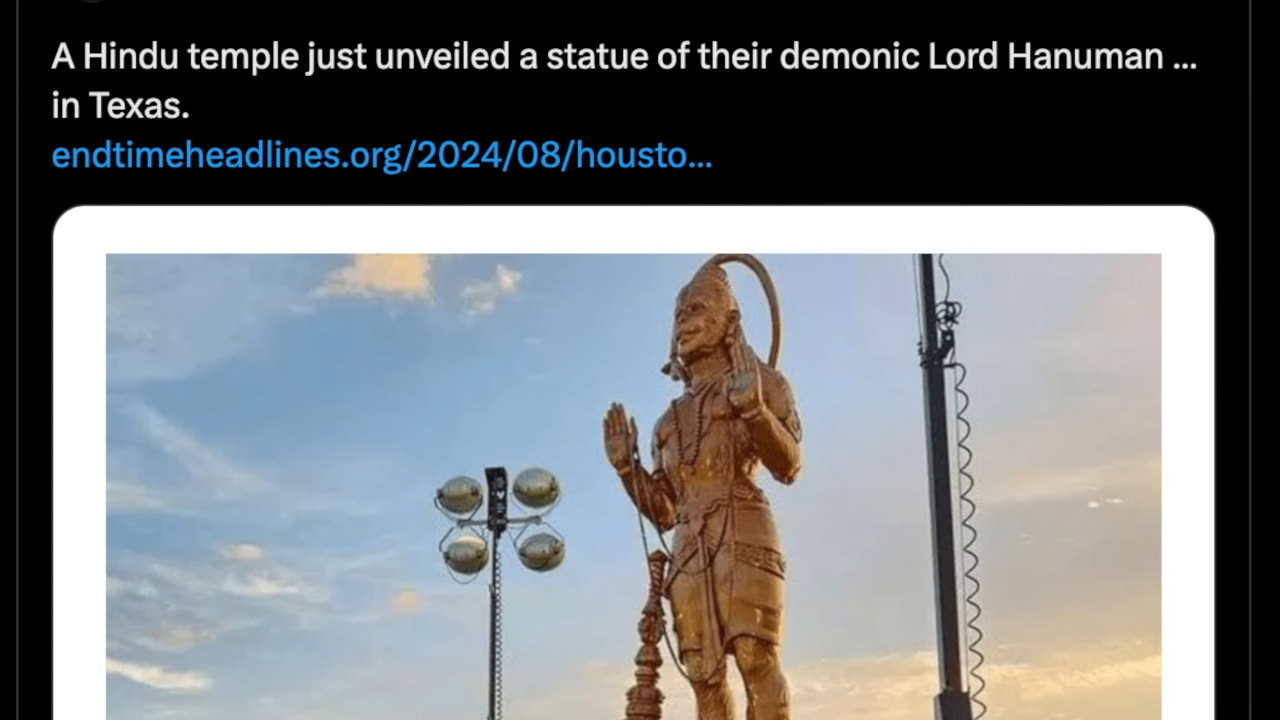 A Hindu temple just unveiled a statue of their demonic Lord Hanuman ...
in Texas.
endtimeheadlines.org/2024/08/housto...